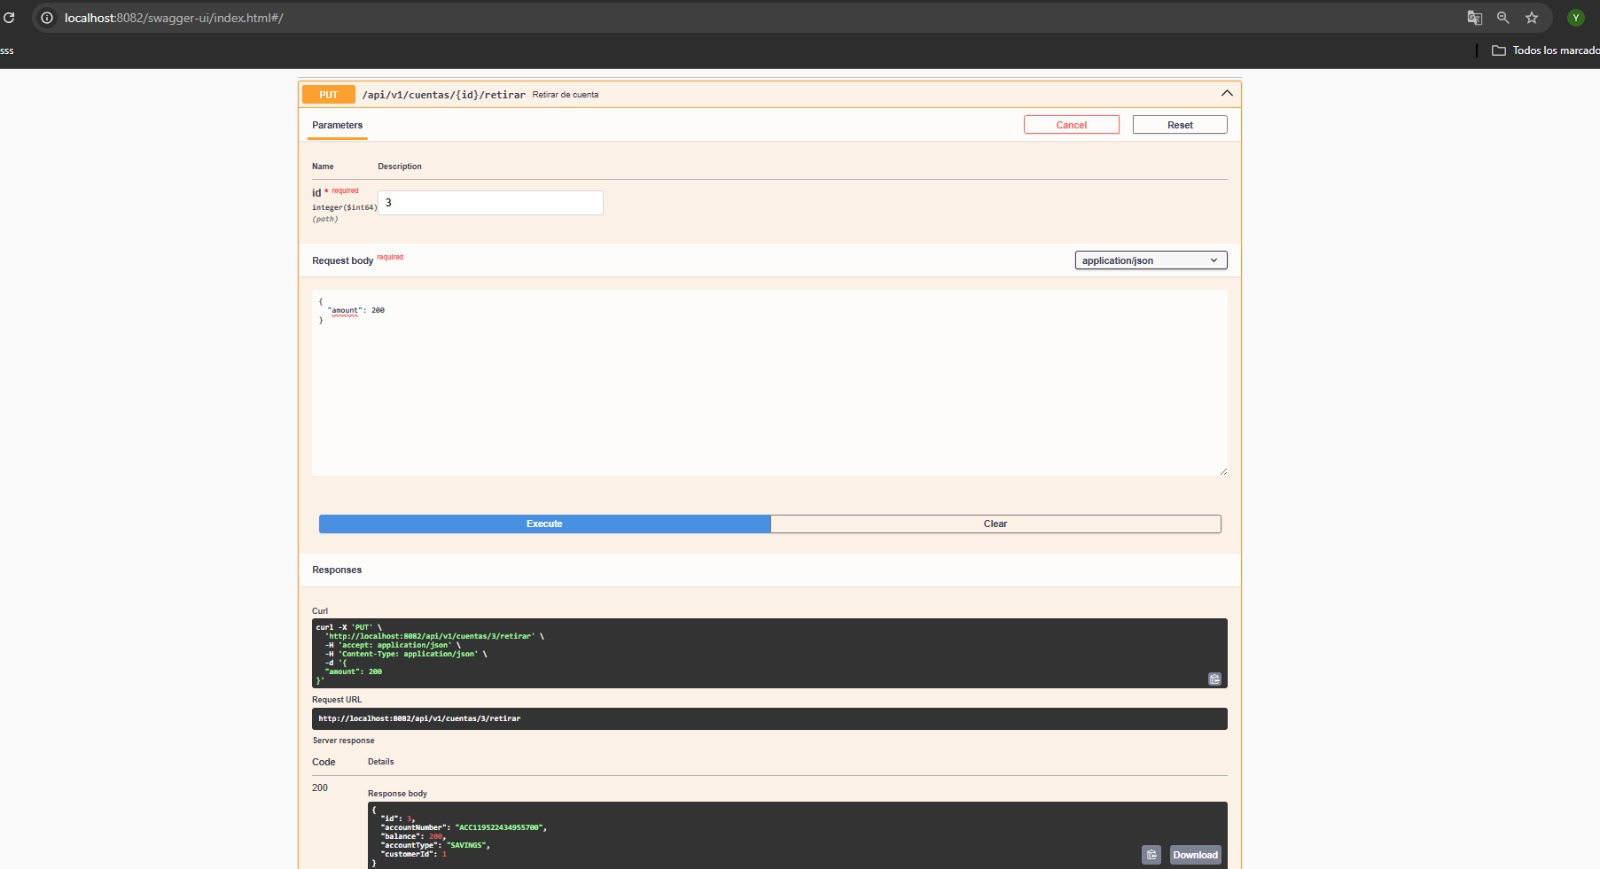 localhost:8082/swagger-ui/index.html#/
Y
sss
Todos los marcado
PUT /api/v1/cuentas/{id}/retirar Retirar de cuenta
Parameters
Cancel
Reset
Name Description
id * required
integer($int64)
(path)
3
Request body required
application/json
{
"amount": 200
}
Execute
Clear
Responses
Curl
curl -X 'PUT' \
'http://localhost:8082/api/v1/cuentas/3/retirar' \
-H 'accept: application/json' \
-H 'Content-Type: application/json' \
-d '{
"amount": 200
}'
Request URL
http://localhost:8082/api/v1/cuentas/3/retirar
Server response
Code Details
200
Response body
{
"id": 3,
"accountNumber": "ACC119522434955700",
"balance": 200,
"accountType": "SAVINGS",
"customerId": 1
}
Download